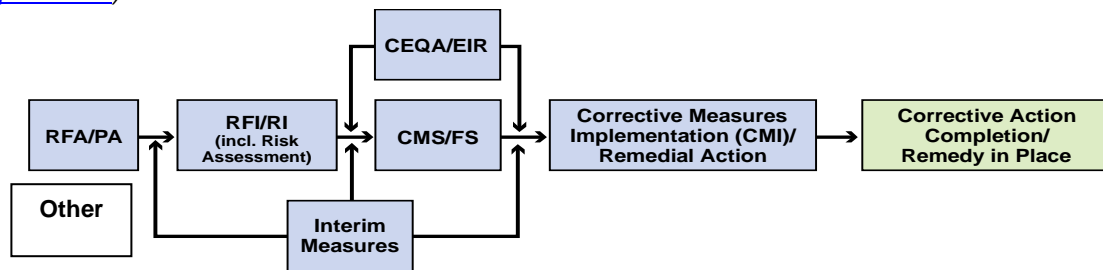 CEQA/EIR
RFA/PA
RFI/RI
(incl. Risk
Assessment)
CMS/FS
Corrective Measures
Implementation (CMI)/
Remedial Action
Corrective Action
Completion/
Remedy in Place
Other
Interim
Measures